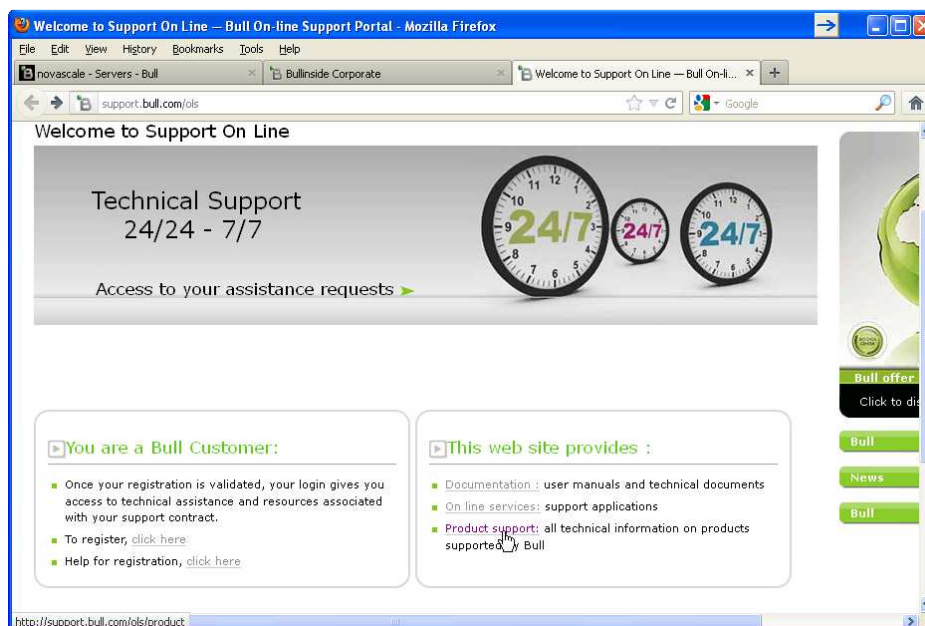 Welcome to Support On Line — Bull On-line Support Portal - Mozilla Firefox
File Edit View History Bookmarks Tools Help
novascale - Servers - Bull
Bullinside Corporate
Welcome to Support On Line — Bull On-li...
support.bull.com/ols
Google
Welcome to Support On Line
Technical Support
24/24 - 7/7
Access to your assistance requests
24/7
24/7
24/7
Bull offer
Click to dis
Bull
News
Bull
You are a Bull Customer:
Once your registration is validated, your login gives you
access to technical assistance and resources associated
with your support contract.
To register, click here
Help for registration, click here
This web site provides :
Documentation : user manuals and technical documents
On line services: support applications
Product support: all technical information on products
supported by Bull
http://support.bull.com/ols/product